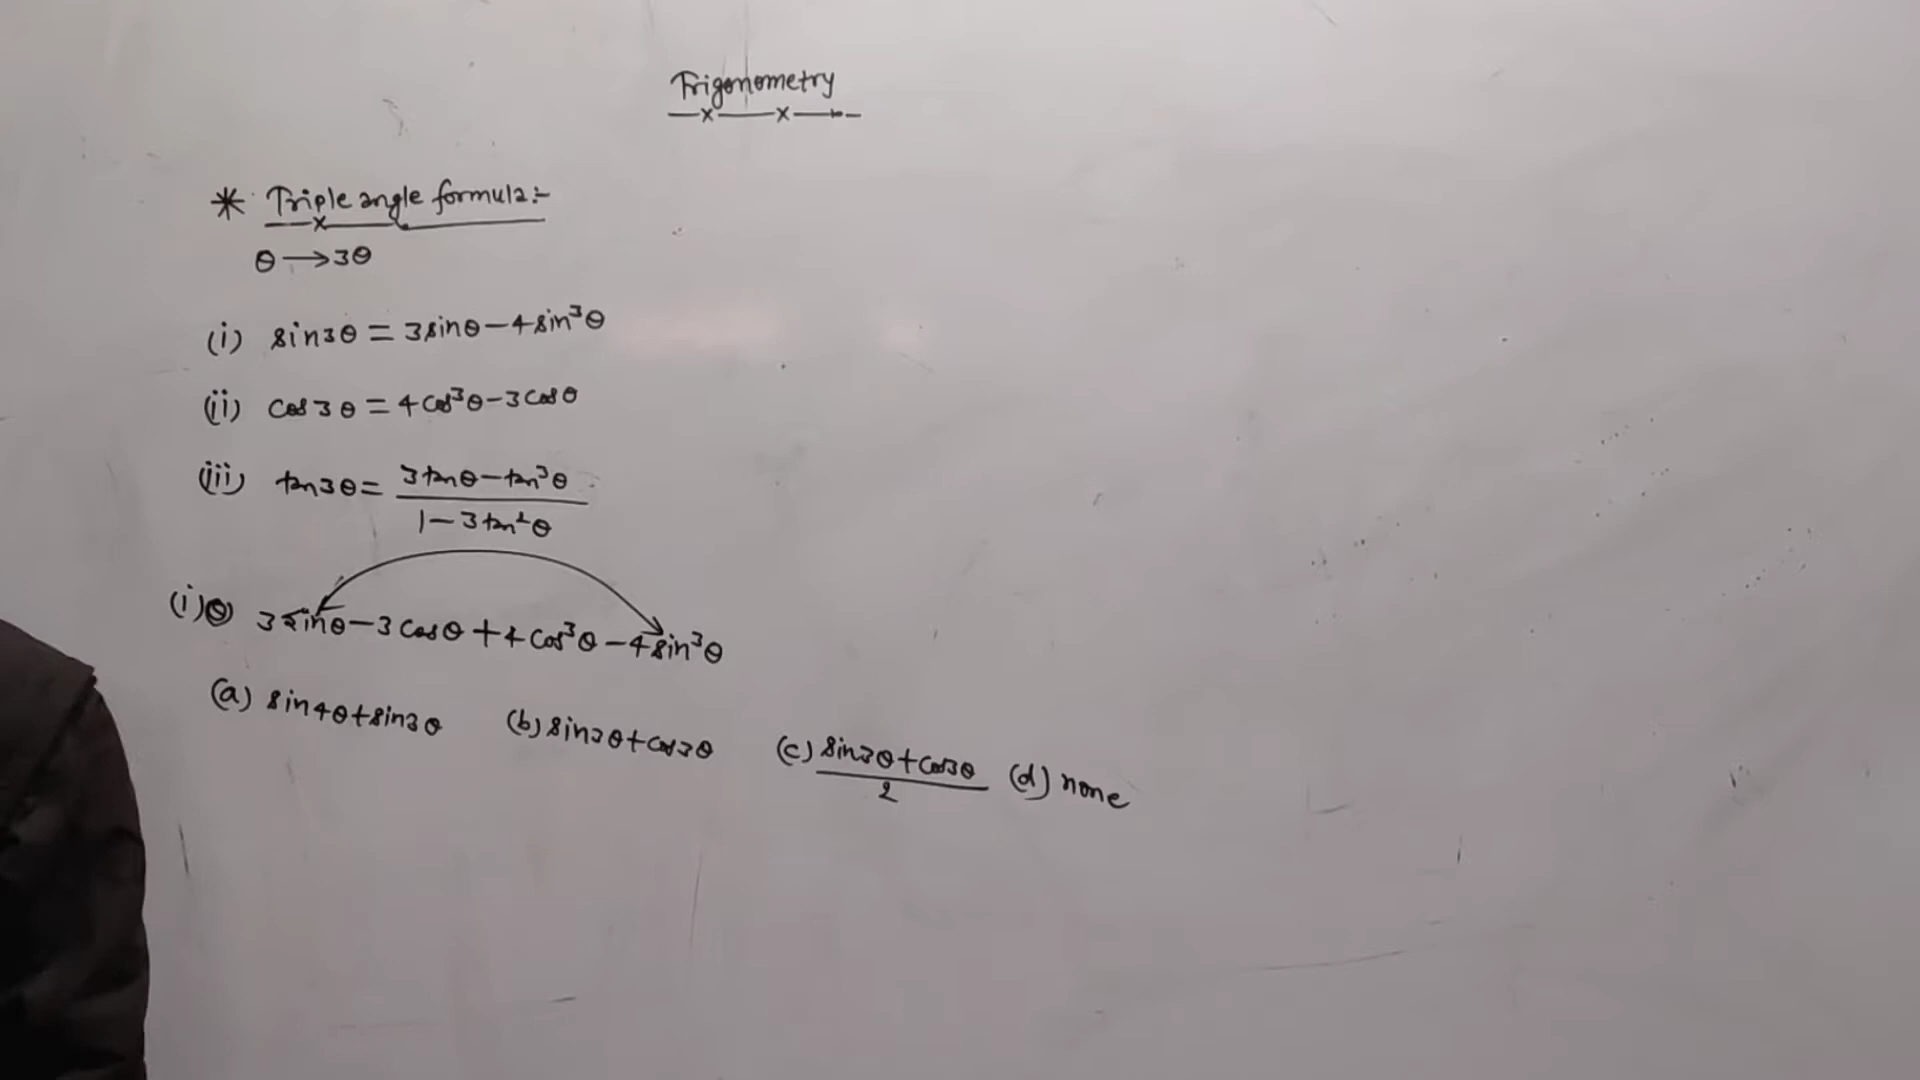 Trigonometry
* Triple angle formula:-
θ → 3θ
(i) sin3θ = 3sinθ - 4sin³θ
(ii) cos3θ = 4cos³θ - 3cosθ
(iii) tan3θ = (3tanθ - tan³θ) / (1 - 3tan²θ)
(i) Q 3sinθ - 3cosθ + 4cos³θ - 4sin³θ
(a) sin4θ + sin3θ (b) sin3θ + cos3θ (c) (sin3θ + cos3θ) / 2 (d) none